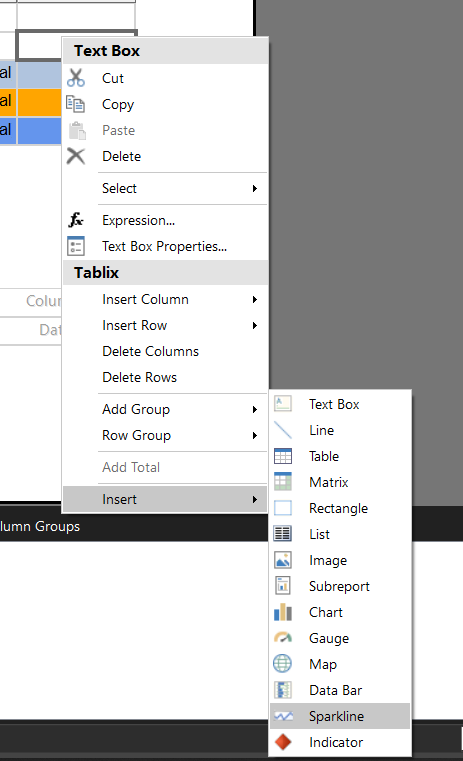 Text Box
Cut
al
Copy
al
Paste
al
Delete
Select
fx Expression...
Text Box Properties...
Tablix
Insert Column
Insert Row
Delete Columns
Delete Rows
Add Group
Row Group
Add Total
Insert
Colu
Dat
lumn Groups
Text Box
Line
Table
Matrix
Rectangle
List
Image
Subreport
Chart
Gauge
Map
Data Bar
Sparkline
Indicator